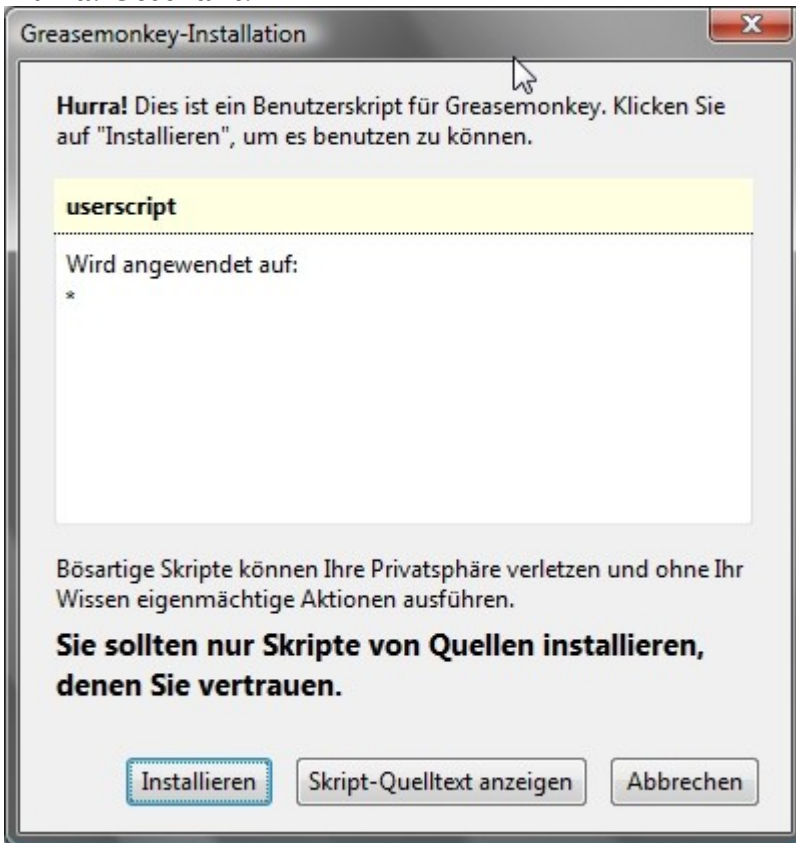 Greasemonkey-Installation
Hurra! Dies ist ein Benutzerskript für Greasemonkey. Klicken Sie
auf "Installieren", um es benutzen zu können.
userscript
Wird angewendet auf:
*
Bösartige Skripte können Ihre Privatsphäre verletzen und ohne Ihr
Wissen eigenmächtige Aktionen ausführen.
Sie sollten nur Skripte von Quellen installieren,
denen Sie vertrauen.
Installieren Skript-Quelltext anzeigen Abbrechen